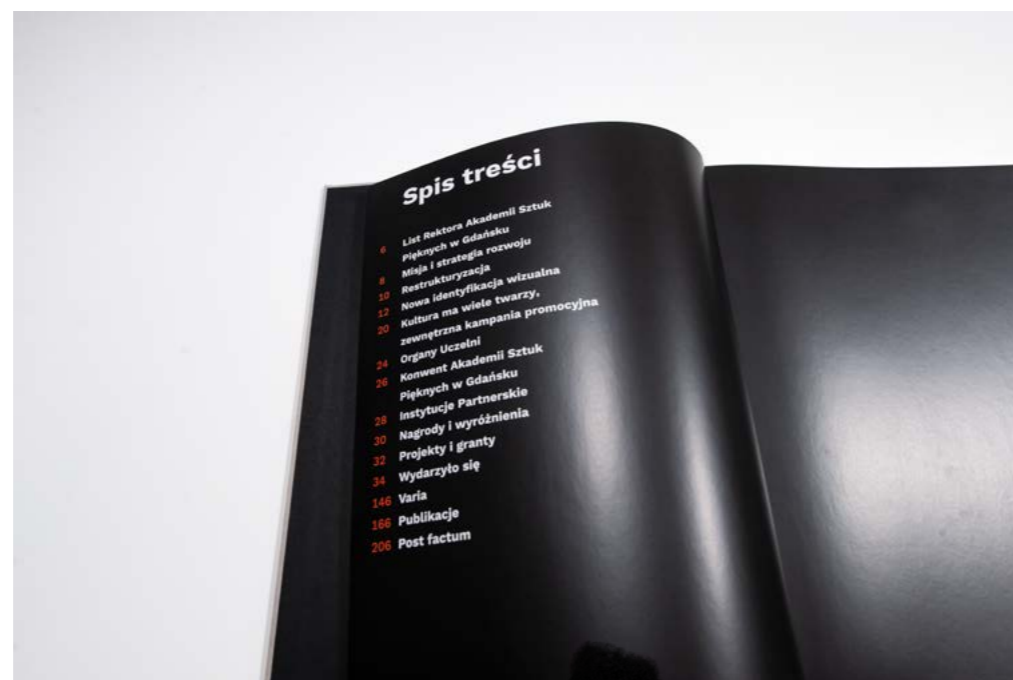 Spis treści
6 List Rektora Akademii Sztuk
Pięknych w Gdańsku
8 Misja i strategia rozwoju
10 Restrukturyzacja
12 Nowa identyfikacja wizualna
20 Kultura ma wiele twarzy,
zewnętrzna kampania promocyjna
24 Organy Uczelni
26 Konwent Akademii Sztuk
Pięknych w Gdańsku
28 Instytucje Partnerskie
30 Nagrody i wyróżnienia
32 Projekty i granty
34 Wydarzyło się
146 Varia
166 Publikacje
206 Post factum